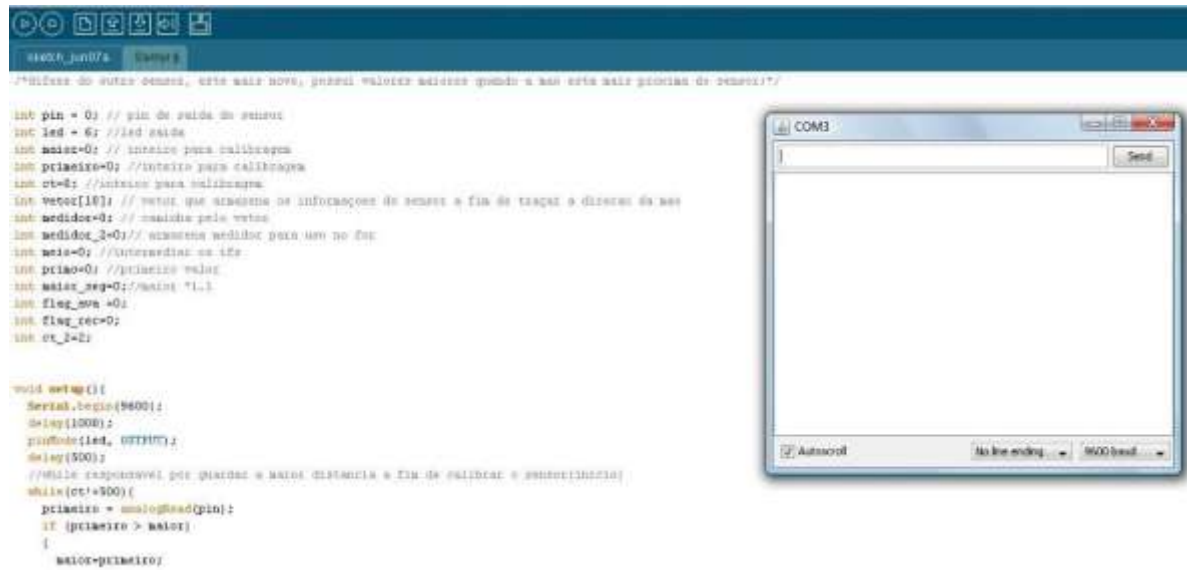 sketch_jun07a
/*difere do outro sensor, este mais novo, possui valores maiores quando a mao esta mais proxima do sensor!*/
int pin = 0; // pin de saida do sensor
int led = 6; //led saida
int maior=0; // inteiro para calibragem
int primeiro=0; //inteiro para calibragem
int ct=0; //inteiro para calibragem
int vetor[10]; // vetor que armazena as informaçoes do sensor a fim de traçar a direcao da mao
int medidor=0; // caminha pelo vetor
int medidor_2=0;// armazena medidor para uso no for
int meio=0; //intermediar os ifs
int primo=0; //primeiro valor
int maior_seg=0;//maior *1.1
int flag_ava =0;
int flag_rec=0;
int ct_2=2;
void setup(){
Serial.begin(9600);
delay(1000);
pinMode(led, OUTPUT);
delay(500);
//while responsavel por guardar a maior distancia a fim de calibrar o sensor(inicio)
while(ct!=500){
primeiro = analogRead(pin);
if (primeiro > maior)
{
maior=primeiro;
COM3
Send
Autoscroll
No line ending
9600 baud